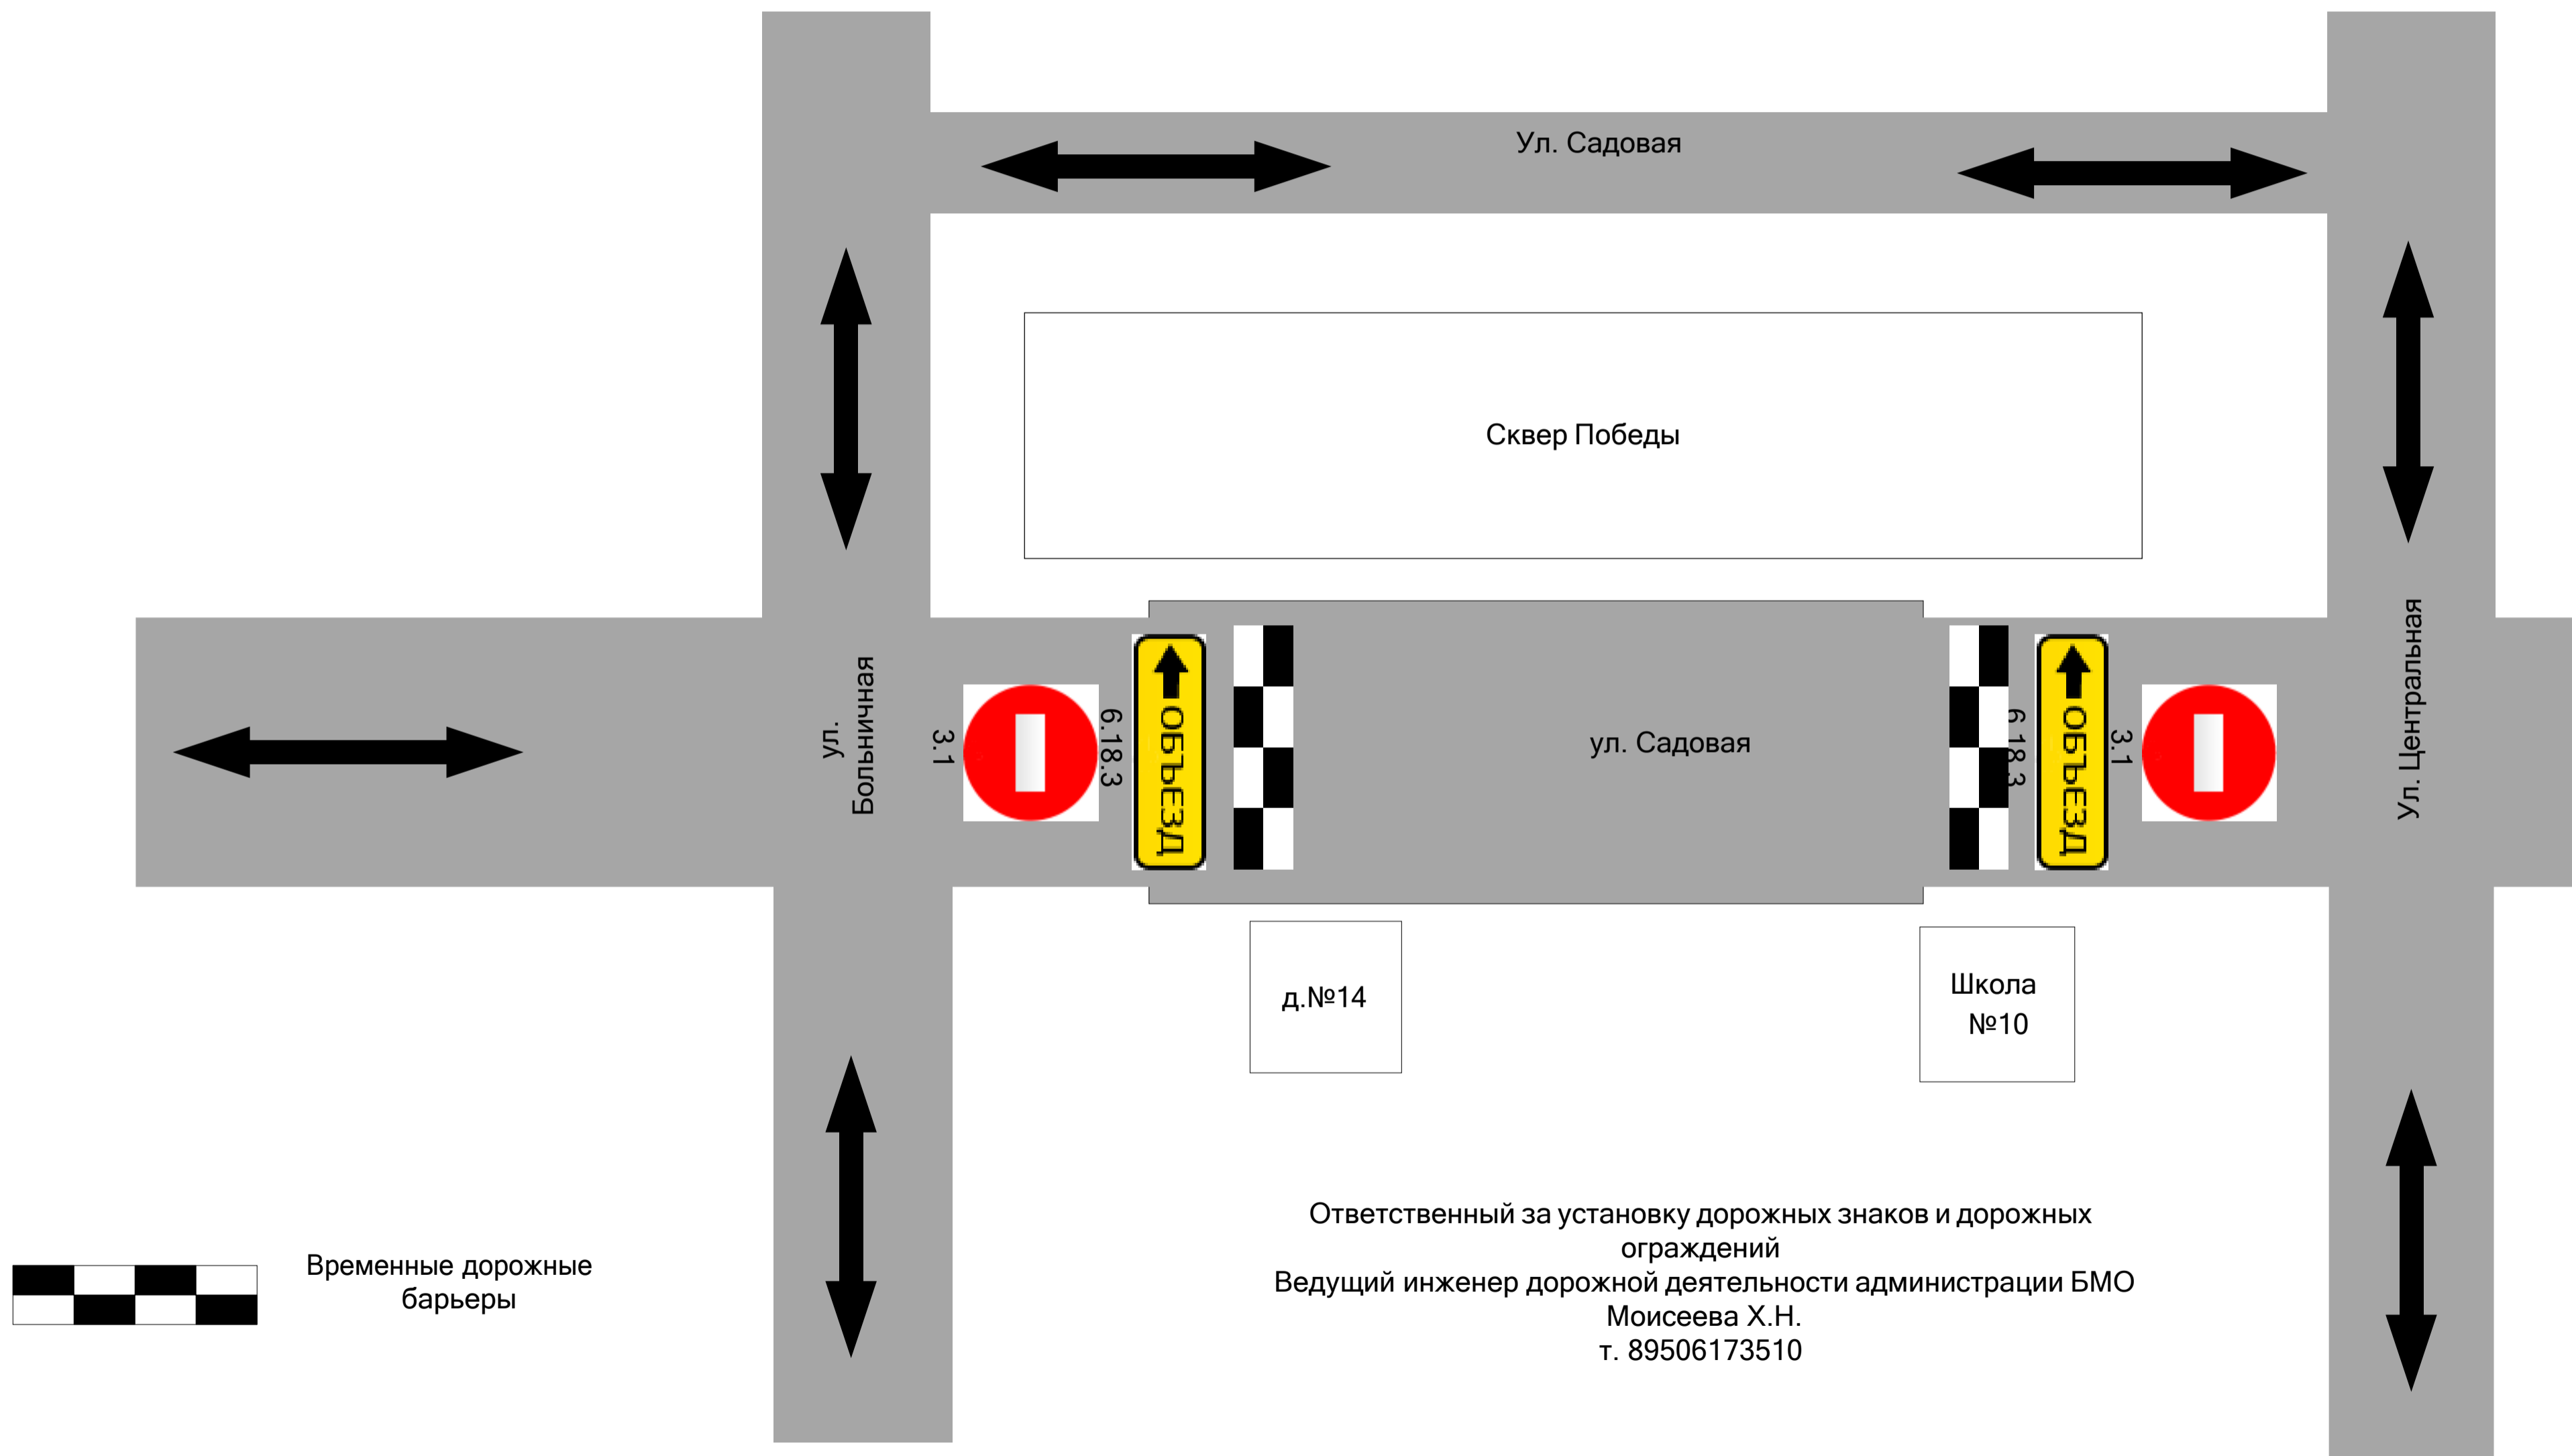 Ул. Садовая
Сквер Победы
ул.
Больничная
3.1
6.18.3
ОБЪЕЗД
ул. Садовая
6.18.3
ОБЪЕЗД
3.1
Ул. Центральная
д.№14
Школа
№10
Ответственный за установку дорожных знаков и дорожных
ограждений
Ведущий инженер дорожной деятельности администрации БМО
Моисеева Х.Н.
т. 89506173510
Временные дорожные
барьеры